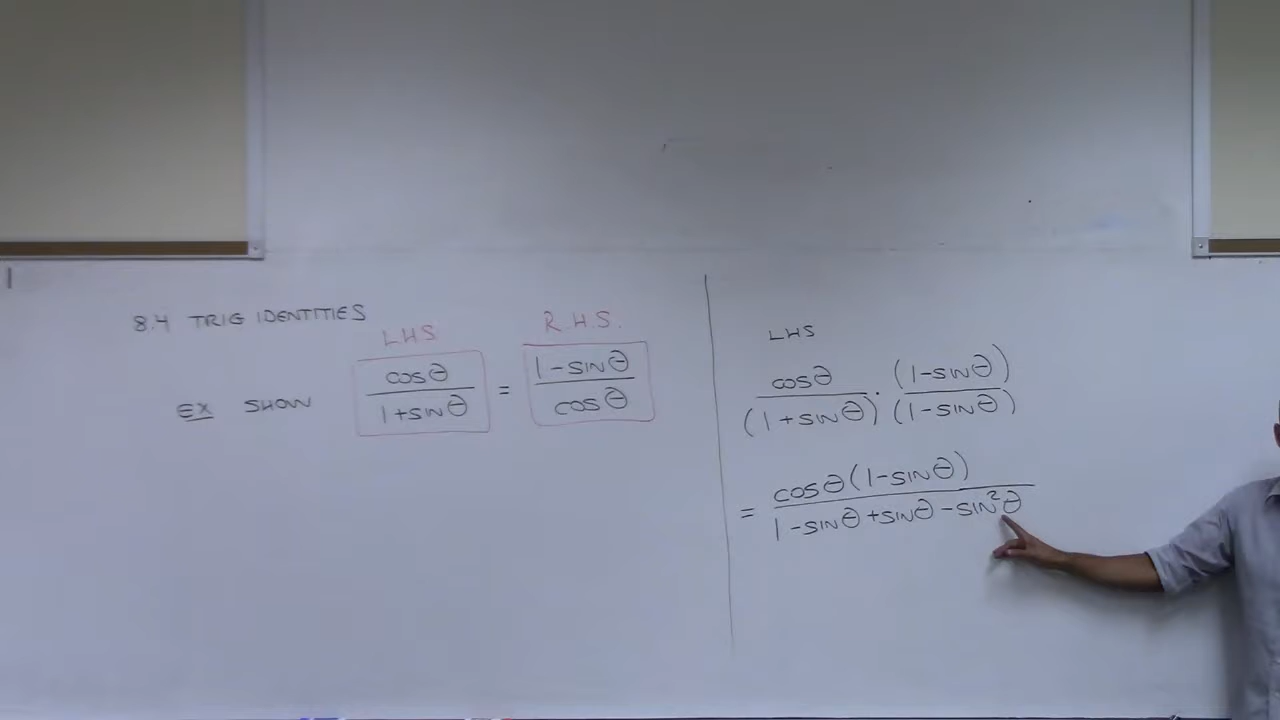 8.4 TRIG IDENTITIES
LHS R.H.S.
EX SHOW cosθ/1+sinθ = 1-sinθ/cosθ
LHS
cosθ/(1+sinθ) · (1-sinθ)/(1-sinθ)
= cosθ(1-sinθ)/1-sinθ+sinθ-sin²θ